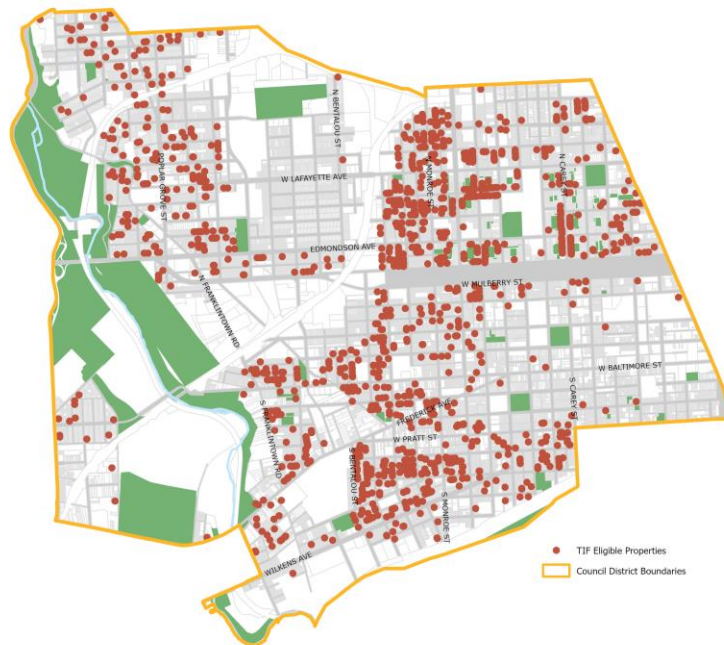 N BENTALOU ST
POPLAR GROVE ST
W LAFAYETTE AVE
N MONROE ST
N CAREY ST
EDMONDSON AVE
W MULBERRY ST
N FRANKLINTOWN RD
W BALTIMORE ST
S CAREY ST
FREDERICK AVE
W PRATT ST
S FRANKLINTOWN RD
S BENTALOU ST
S MONROE ST
WILKENS AVE
TIF Eligible Properties
Council District Boundaries